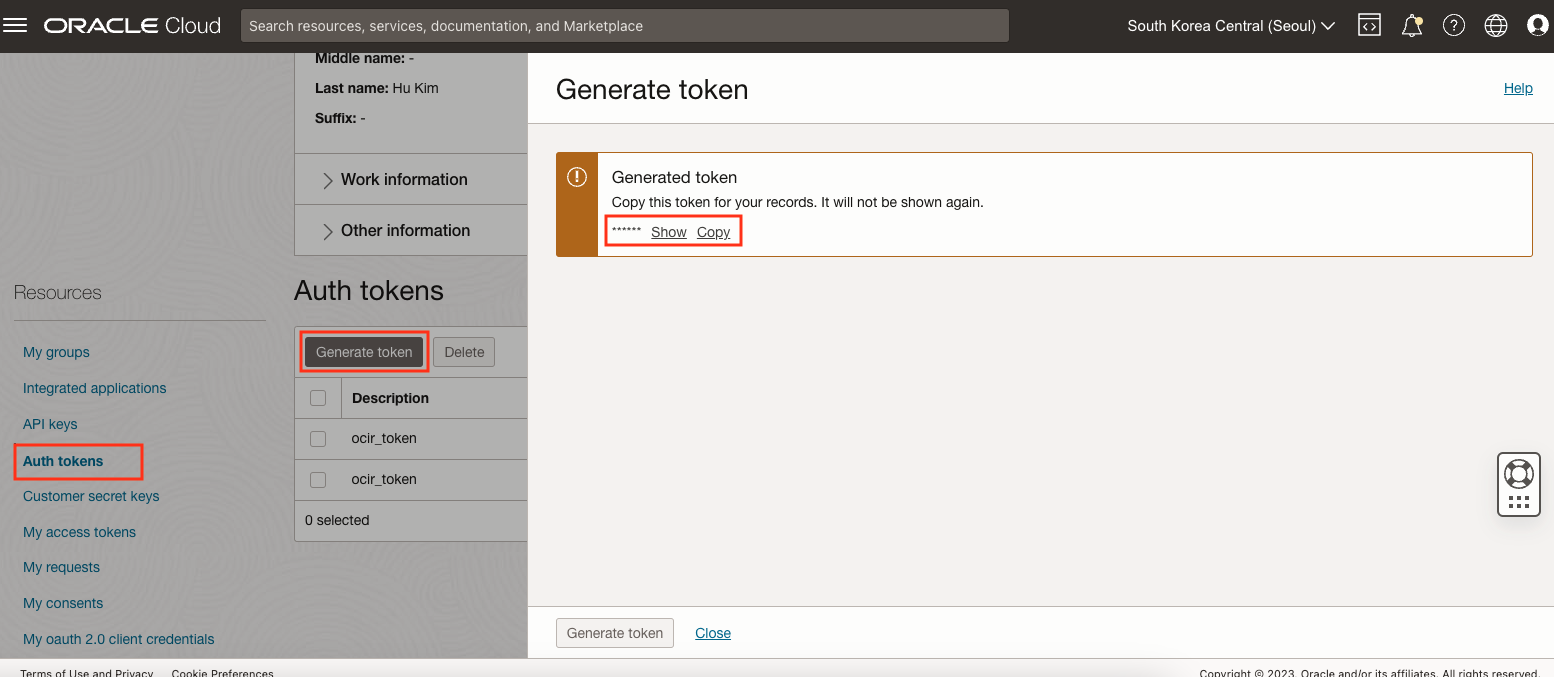 ORACLE Cloud
Search resources, services, documentation, and Marketplace
South Korea Central (Seoul)
Middle name: -
Last name: Hu Kim
Suffix: -
Work information
Other information
Resources
My groups
Integrated applications
API keys
Auth tokens
Customer secret keys
My access tokens
My requests
My consents
My oauth 2.0 client credentials
Auth tokens
Generate token Delete
Description
ocir_token
ocir_token
0 selected
Generate token
Help
Generated token
Copy this token for your records. It will not be shown again.
****** Show Copy
Generate token Close
Terms of Use and Privacy Cookie Preferences
Copyright © 2023, Oracle and/or its affiliates. All rights reserved.